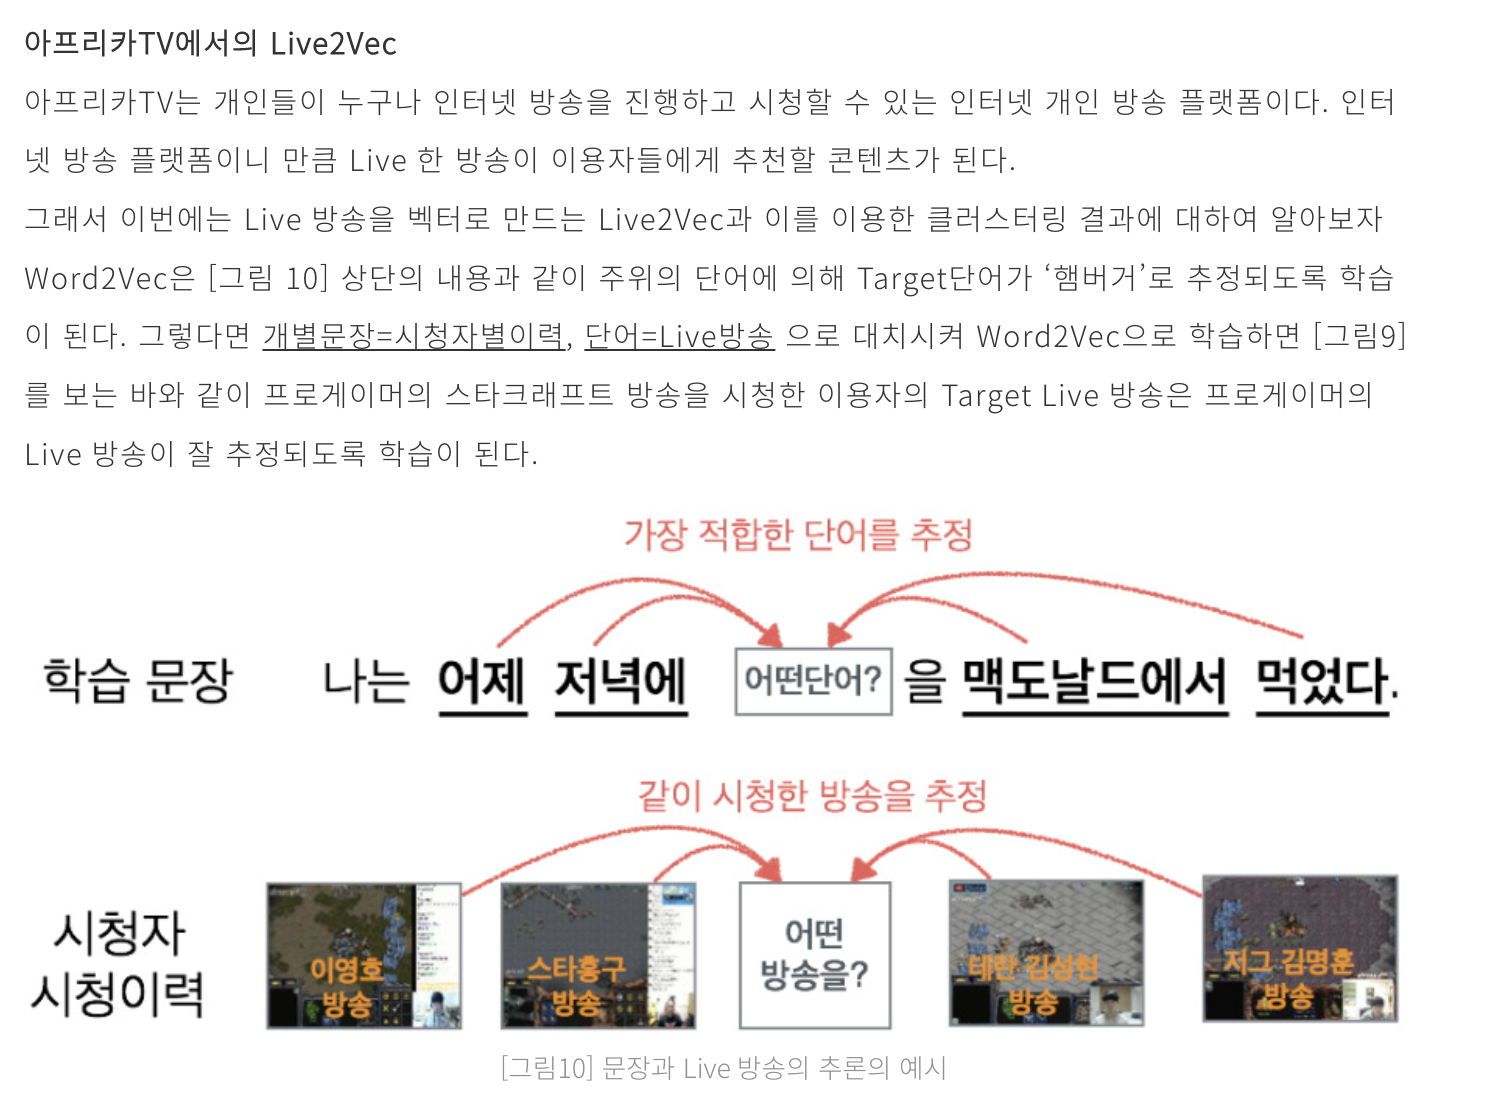 아프리카TV에서의 Live2Vec
아프리카TV는 개인들이 누구나 인터넷 방송을 진행하고 시청할 수 있는 인터넷 개인 방송 플랫폼이다. 인터
넷 방송 플랫폼이니 만큼 Live 한 방송이 이용자들에게 추천할 콘텐츠가 된다.
그래서 이번에는 Live 방송을 벡터로 만드는 Live2Vec과 이를 이용한 클러스터링 결과에 대하여 알아보자
Word2Vec은 [그림 10] 상단의 내용과 같이 주위의 단어에 의해 Target단어가 ‘햄버거’로 추정되도록 학습
이 된다. 그렇다면 개별문장=시청자별이력, 단어=Live방송 으로 대치시켜 Word2Vec으로 학습하면 [그림9]
를 보는 바와 같이 프로게이머의 스타크래프트 방송을 시청한 이용자의 Target Live 방송은 프로게이머의
Live 방송이 잘 추정되도록 학습이 된다.
가장 적합한 단어를 추정
학습 문장 나는 어제 저녁에 어떤단어? 을 맥도날드에서 먹었다.
같이 시청한 방송을 추정
시청자
시청이력
이영호
방송
스타홍구
방송
어떤
방송을?
테란 김성현
방송
저그 김명훈
방송
[그림10] 문장과 Live 방송의 추론의 예시